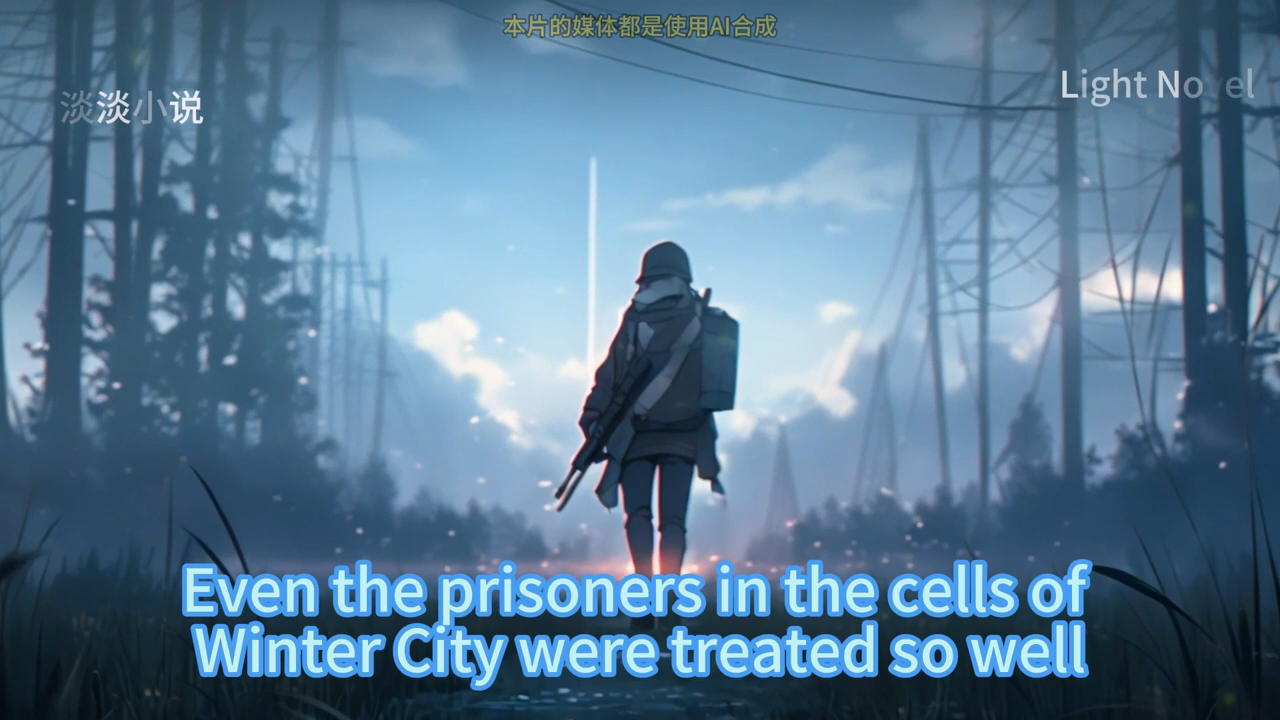 本片的媒体都是使用AI合成
淡淡小说
Light Novel
Even the prisoners in the cells of
Winter City were treated so well